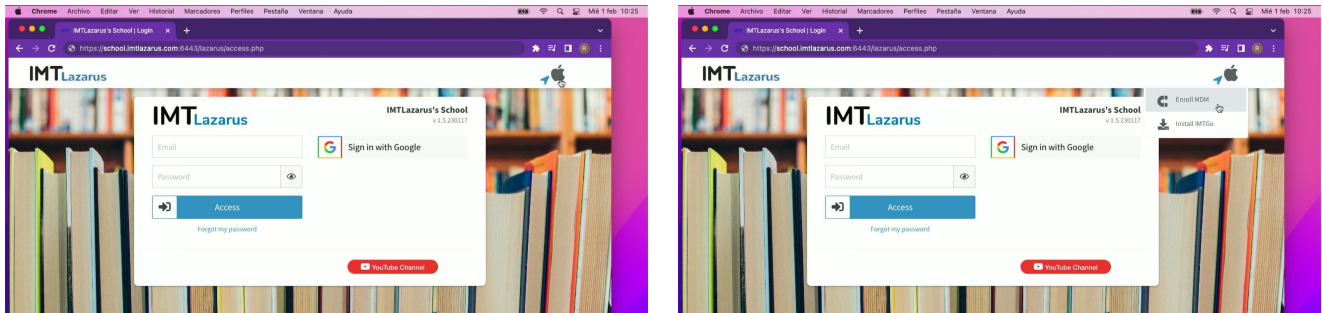 Chrome Archivo Editar Ver Historial Marcadores Perfiles Pestaña Ventana Ayuda Mié 1 feb 10:25
IMTLazarus's School | Login
https://school.imtlazarus.com:6443/lazarus/access.php
R
IMTLazarus
IMTLazarus
IMTLazarus's School
v 1.5.230117
Email
G Sign in with Google
Password
Access
Forgot my password
YouTube Channel
Chrome Archivo Editar Ver Historial Marcadores Perfiles Pestaña Ventana Ayuda Mié 1 feb 10:25
IMTLazarus's School | Login
https://school.imtlazarus.com:6443/lazarus/access.php
R
IMTLazarus
Enroll MDM
Install IMTGo
IMTLazarus
IMTLazarus's School
v 1.5.230117
Email
G Sign in with Google
Password
Access
Forgot my password
YouTube Channel